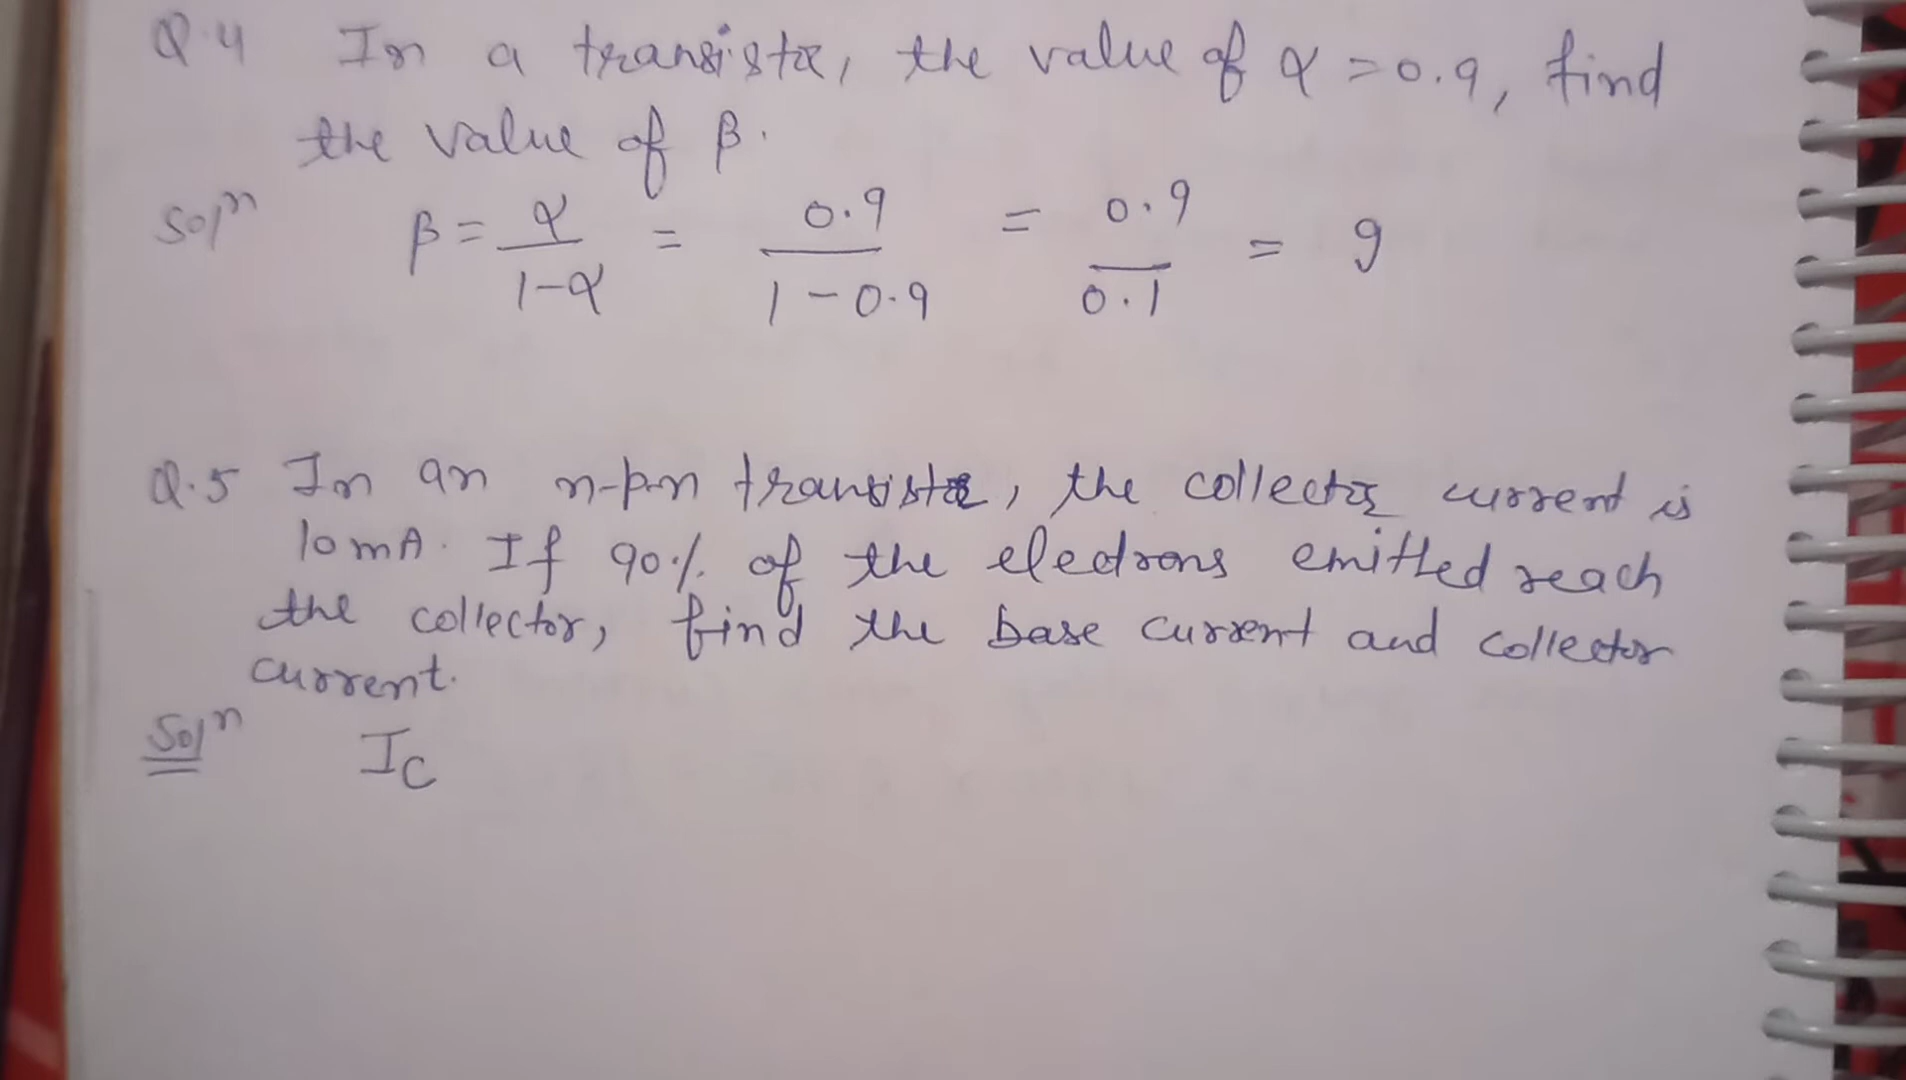 Q.4 In a transistor, the value of α = 0.9, find
the value of β.
Solⁿ β = α/1-α = 0.9/1-0.9 = 0.9/0.1 = 9
Q.5 In an n-p-n transistor, the collector current is
10mA. If 90% of the electrons emitted reach
the collector, find the base current and collector
current.
Solⁿ I_C